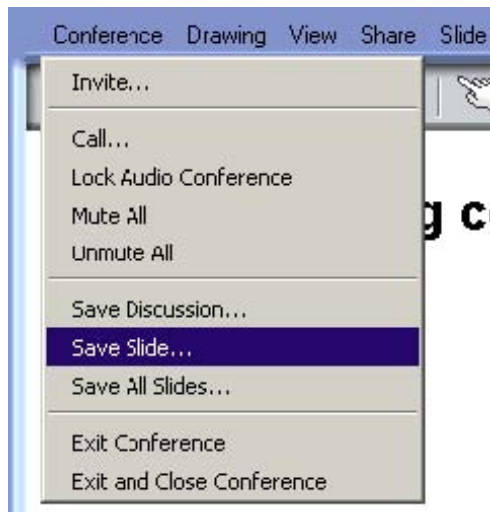 Conference Drawing View Share Slide
Invite...
Call...
Lock Audio Conference
Mute All
Unmute All
g c
Save Discussion...
Save Slide...
Save All Slides...
Exit Conference
Exit and Close Conference